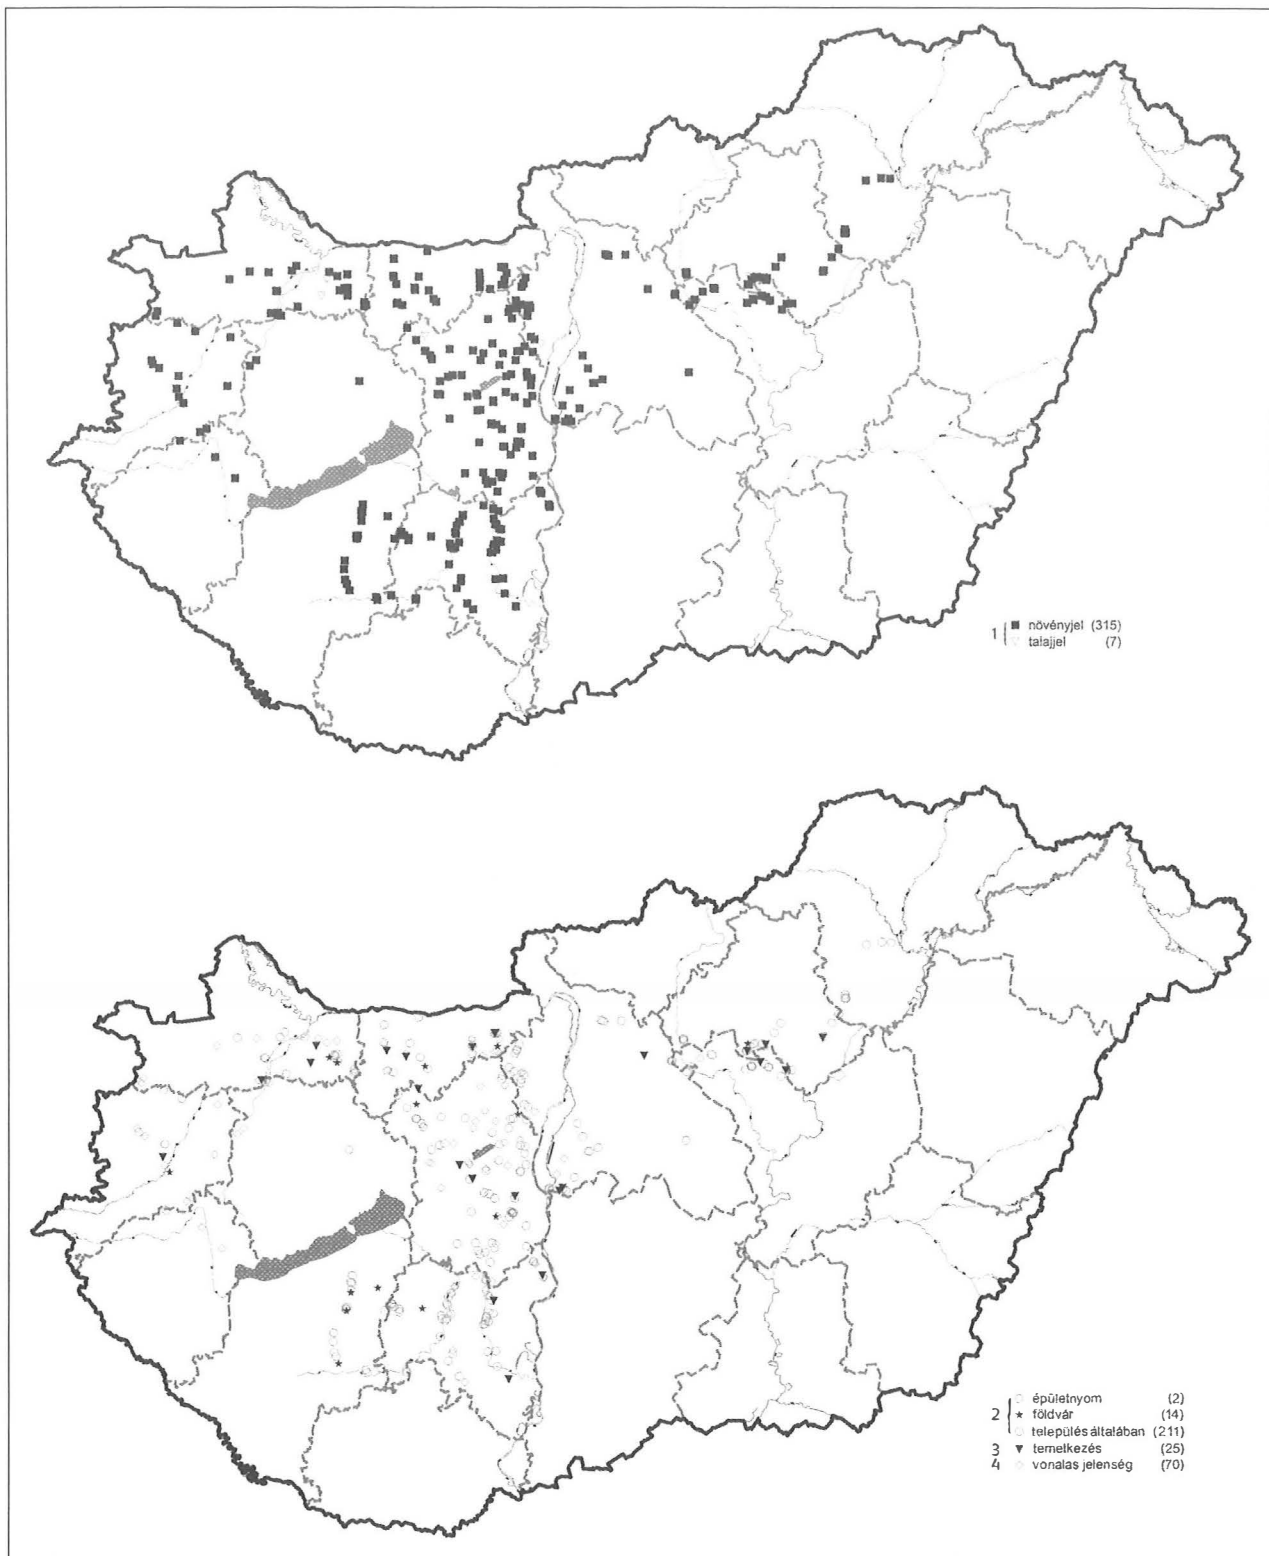 1 növényjel (315)
talajjel (7)
2 épületnyom (2)
földvár (14)
település általában (211)
3 temetkezés (25)
4 vonalas jelenség (70)